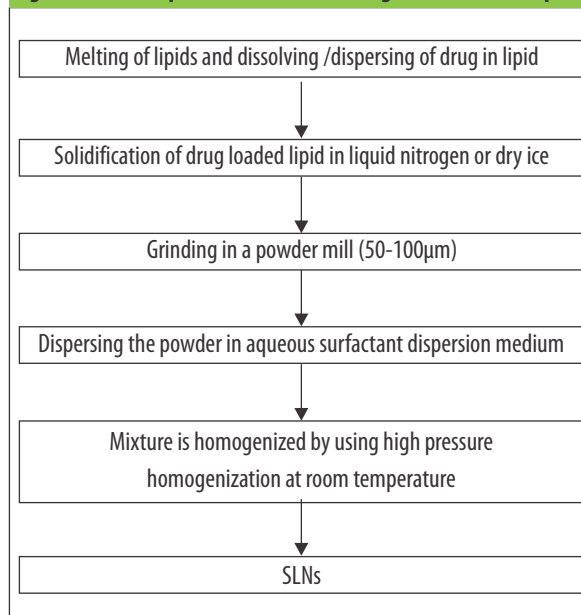 Melting of lipids and dissolving /dispersing of drug in lipid
Solidification of drug loaded lipid in liquid nitrogen or dry ice
Grinding in a powder mill (50-100μm)
Dispersing the powder in aqueous surfactant dispersion medium
Mixture is homogenized by using high pressure
homogenization at room temperature
SLNs